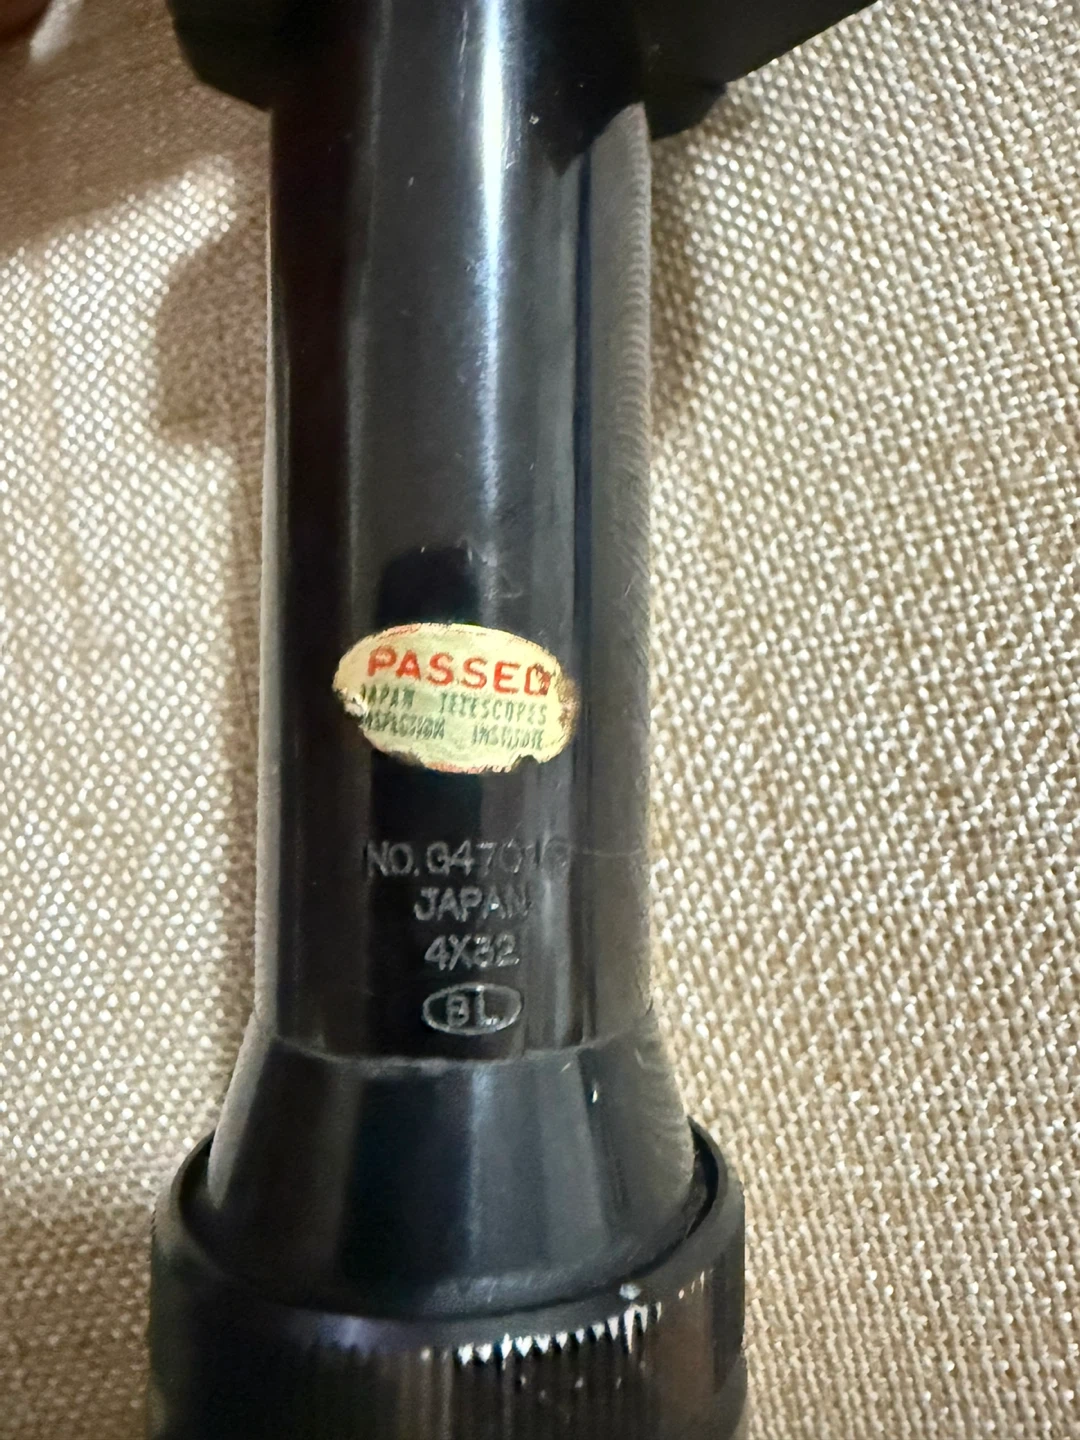 PASSED
JAPAN TELESCOPES
INSPECTION INSTITUTE
JAPAN
4X32
BL